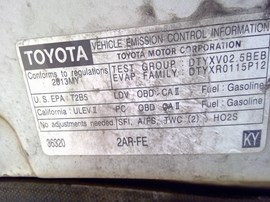 VEHICLE EMISSION CONTROL INFORMATION
TOYOTA TOYOTA MOTOR CORPORATION
Conforms to regulations 2013MY
TEST GROUP : DTYXV02.5BEB
EVAP. FAMILY : DTYXR0115P12
U.S. EPA: T2B5 LDV OBD: CA II Fuel: Gasoline
California: ULEV II PC OBD: CA II Fuel: Gasoline
No adjustments needed SFI, A/FS, TWC (2) HO2S
36320 2AR-FE KY